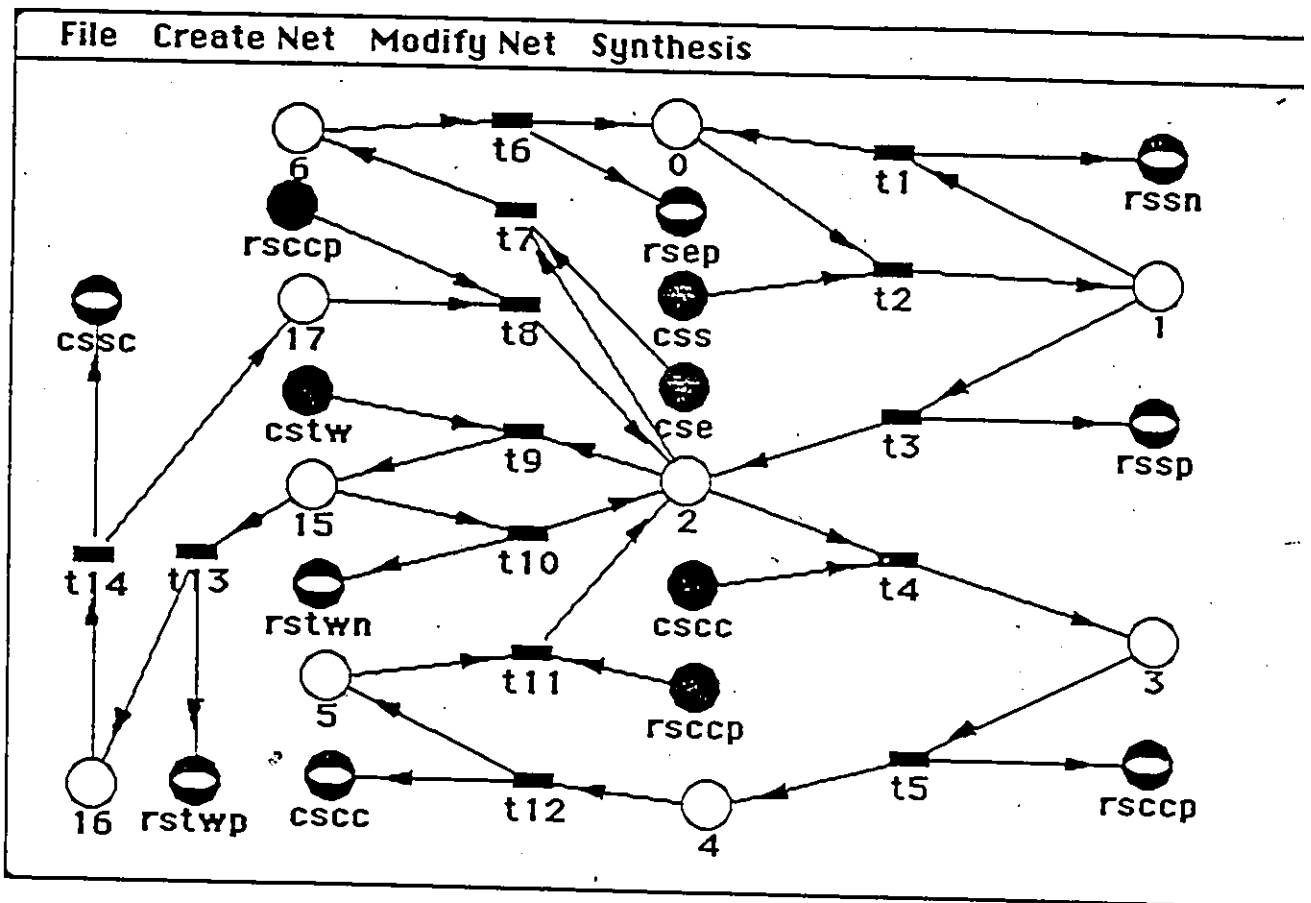 File Create Net Modify Net Synthesis
6
t6
0
t1
rssn
rsccp
t7
rsep
t2
1
cssc
17
t8
css
cstw
t9
cse
t3
rssp
15
t10
2
t14
t13
rstwn
cscc
t4
5
t11
rsccp
3
16
rstwp
cscc
t12
4
t5
rsccp